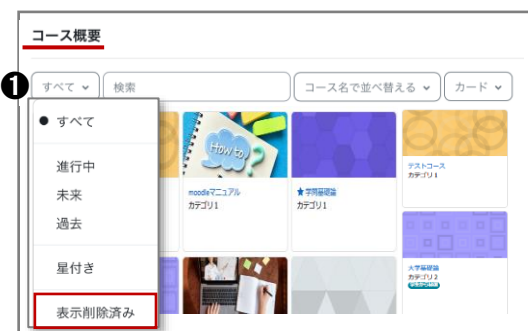 コース概要
❶
すべて
検索
コース名で並べ替える
カード
● すべて
進行中
未来
過去
星付き
表示削除済み
How to
moodleマニュアル
カテゴリ1
★学問基礎論
カテゴリ1
テストコース
カテゴリ1
大学基礎論
カテゴリ2